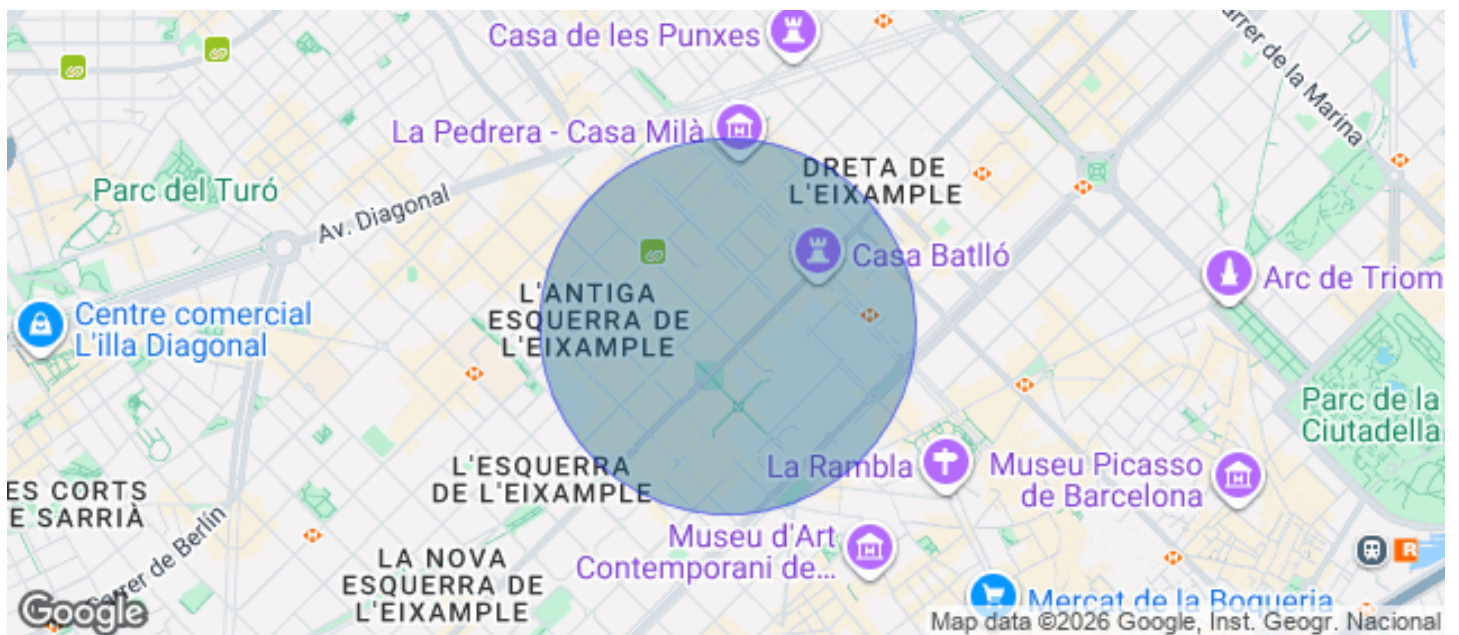 Casa de les Punxes
La Pedrera - Casa Milà
DRETA DE
L'EIXAMPLE
Carrer de la Marina
Parc del Turó
Av. Diagonal
Casa Batlló
Arc de Triom
L'ANTIGA
ESQUERRA DE
L'EIXAMPLE
Centre comercial
L'illa Diagonal
Parc de la
Ciutadella
L'ESQUERRA
DE L'EIXAMPLE
La Rambla
Museu Picasso
de Barcelona
ES CORTS
E SARRIÀ
Carrer de Berlín
Museu d'Art
Contemporani de...
LA NOVA
ESQUERRA DE
L'EIXAMPLE
R
Mercat de la Boqueria
Google
Map data ©2026 Google, Inst. Geogr. Nacional